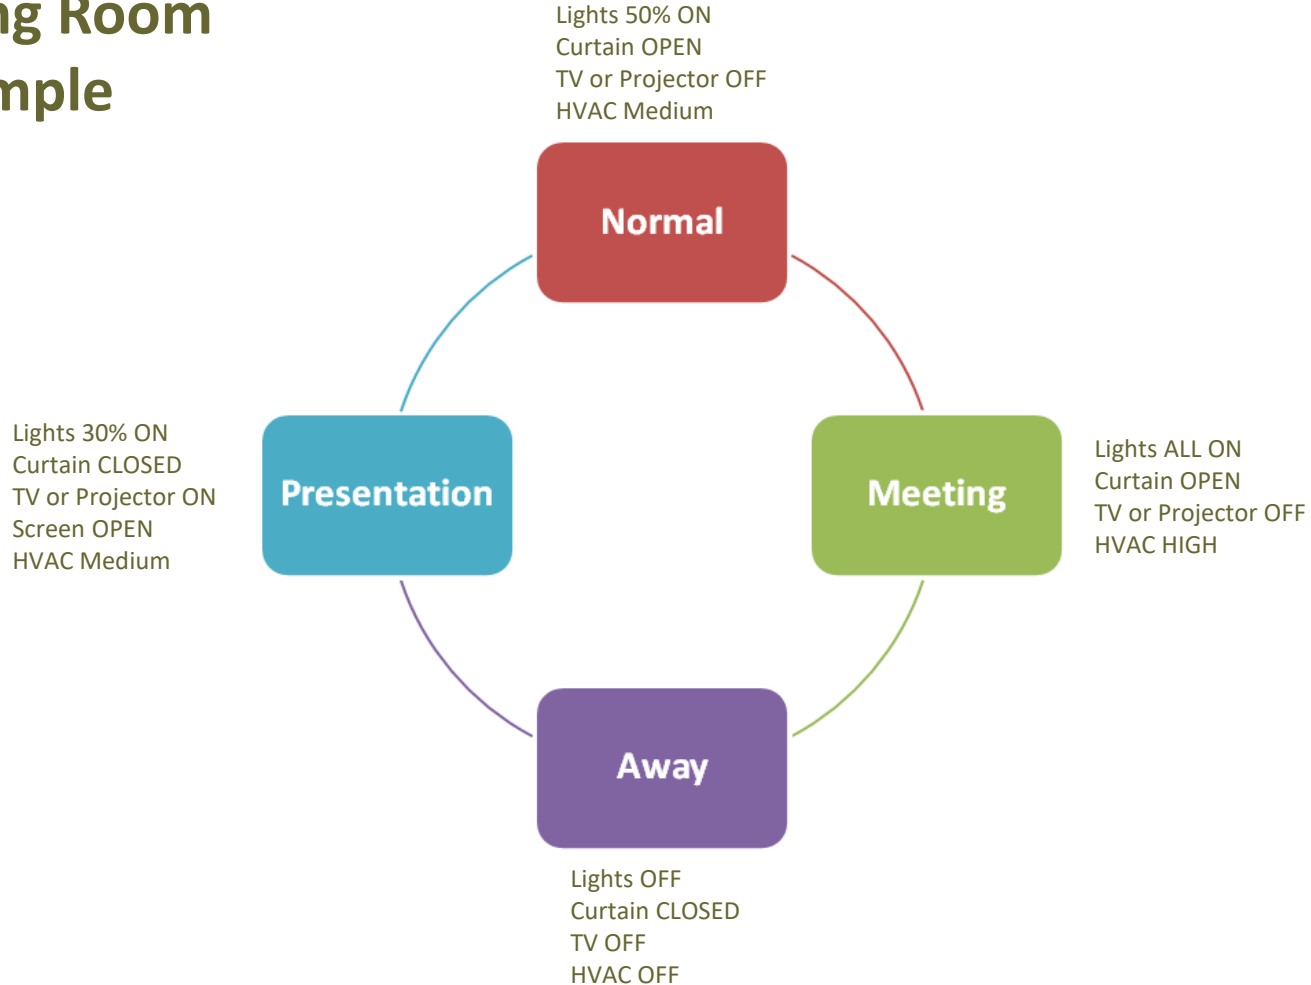 ng Room
mple
Lights 50% ON
Curtain OPEN
TV or Projector OFF
HVAC Medium
Normal
Lights 30% ON
Curtain CLOSED
TV or Projector ON
Screen OPEN
HVAC Medium
Presentation
Meeting
Lights ALL ON
Curtain OPEN
TV or Projector OFF
HVAC HIGH
Away
Lights OFF
Curtain CLOSED
TV OFF
HVAC OFF